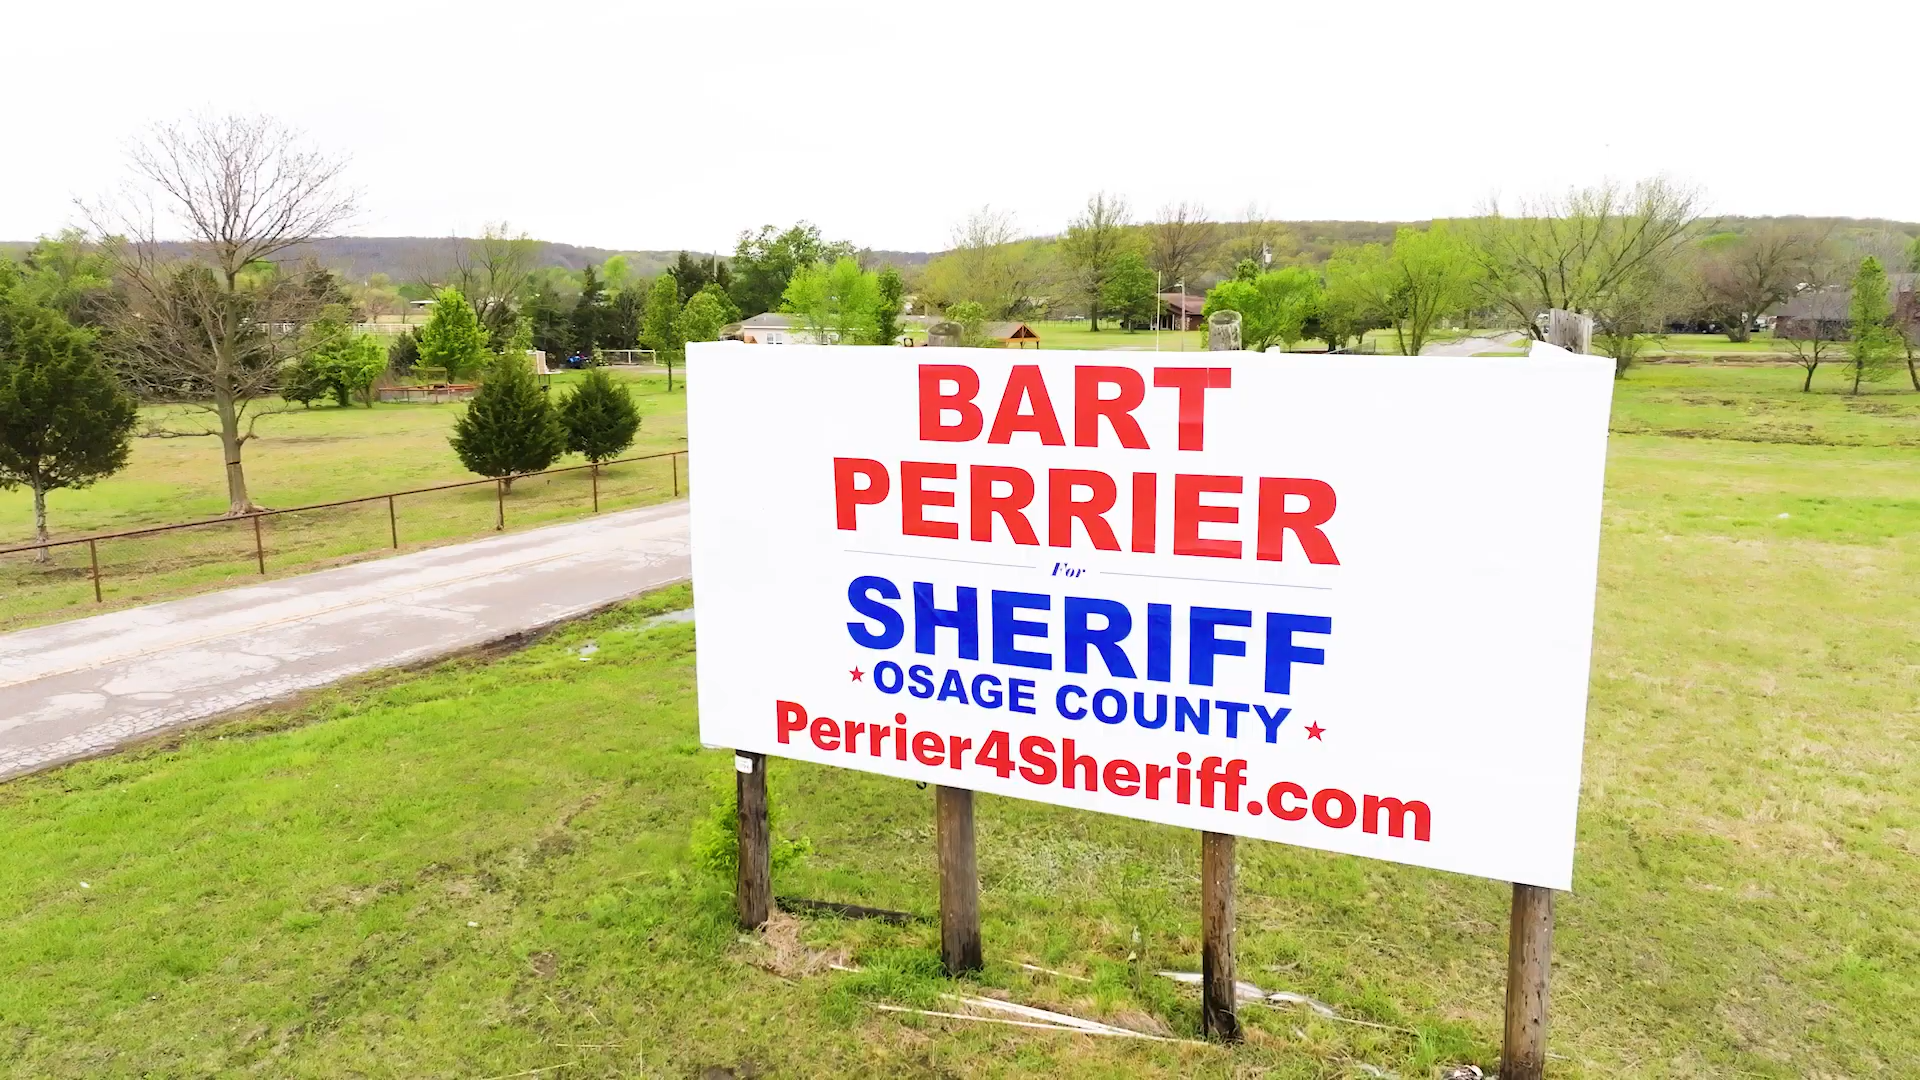 BART
PERRIER
For
SHERIFF
★ OSAGE COUNTY ★
Perrier4Sheriff.com